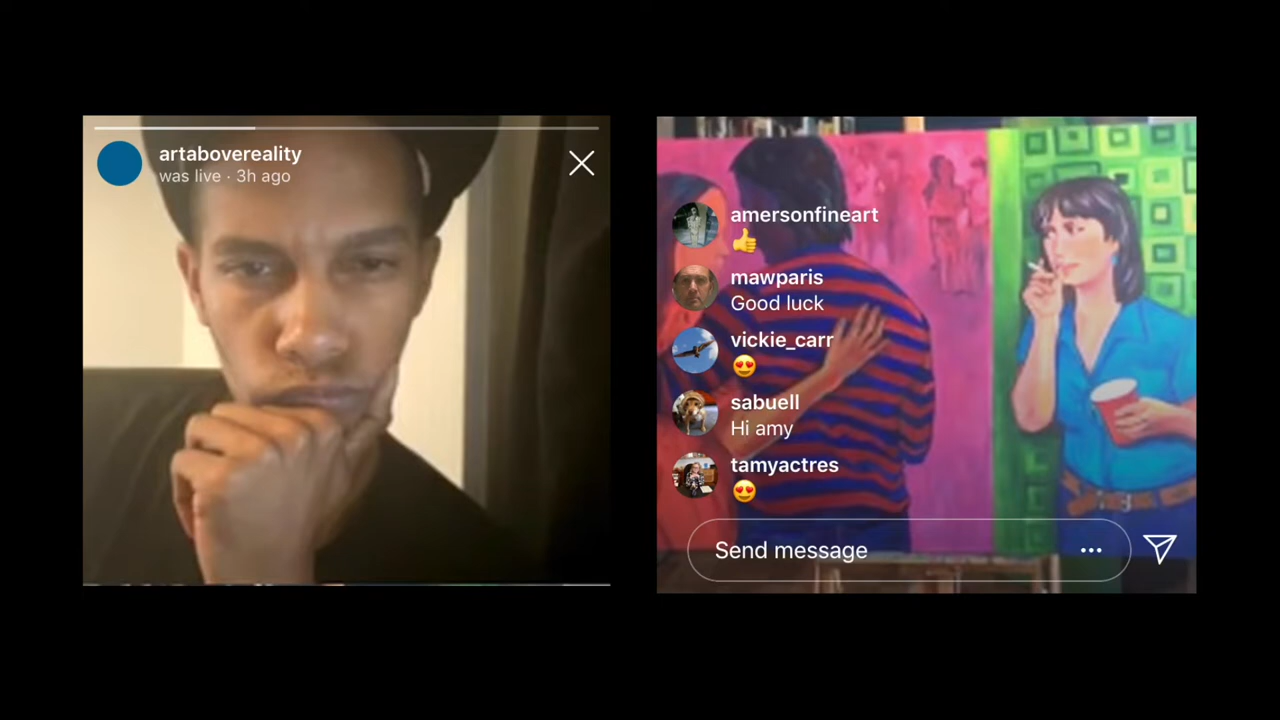 artabovereality
was live · 3h ago
amersonfineart
👍
mawparis
Good luck
vickie_carr
😍
sabuell
Hi amy
tamyactres
😍
Send message